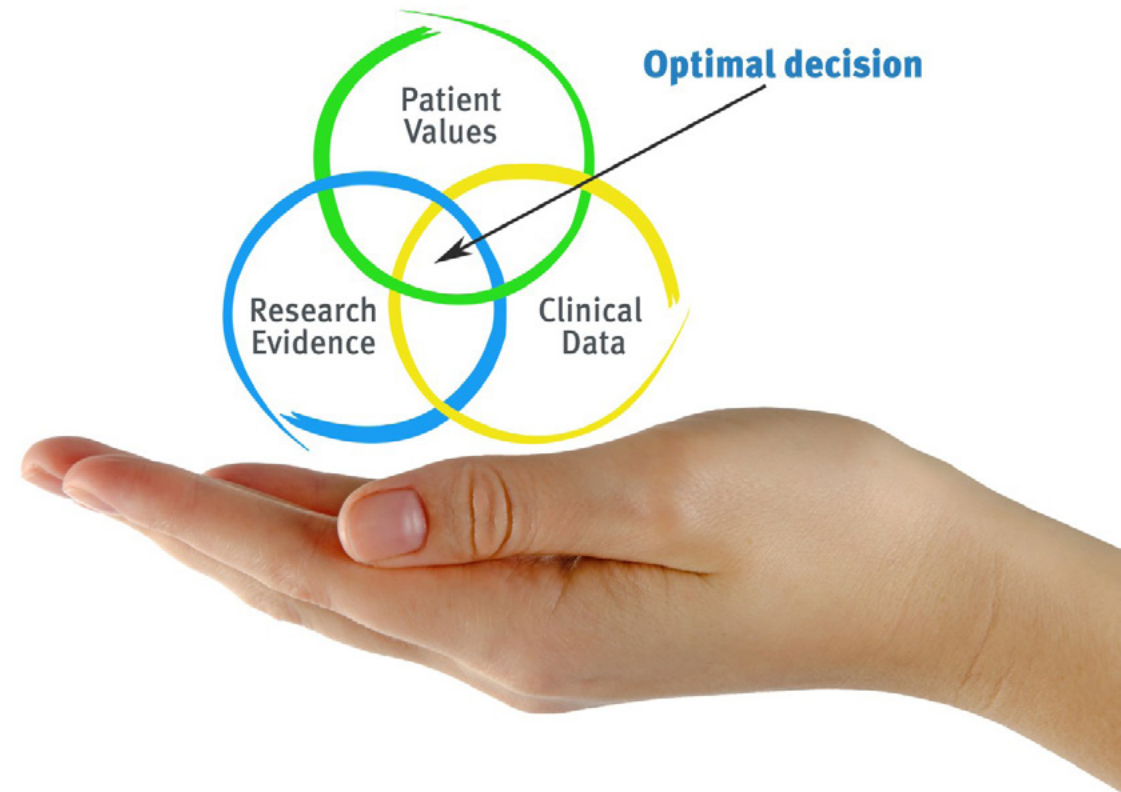 Optimal decision
Patient
Values
Research
Evidence
Clinical
Data